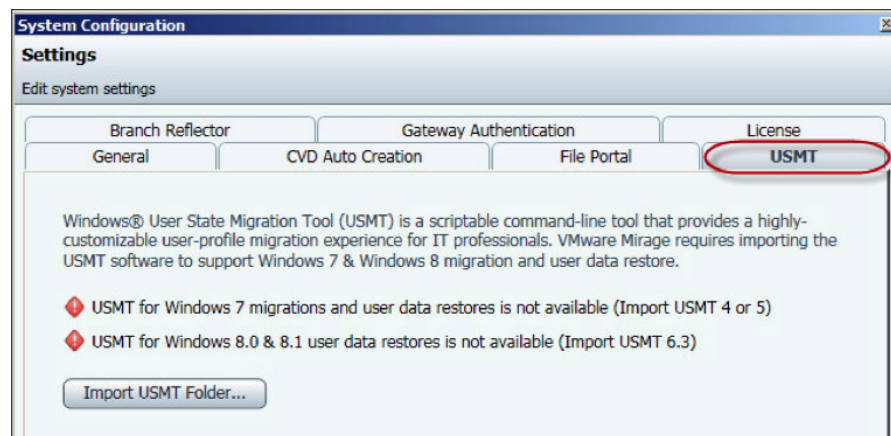 System Configuration
Settings
Edit system settings
Branch Reflector
Gateway Authentication
License
General
CVD Auto Creation
File Portal
USMT
Windows® User State Migration Tool (USMT) is a scriptable command-line tool that provides a highly-
customizable user-profile migration experience for IT professionals. VMware Mirage requires importing the
USMT software to support Windows 7 & Windows 8 migration and user data restore.
USMT for Windows 7 migrations and user data restores is not available (Import USMT 4 or 5)
USMT for Windows 8.0 & 8.1 user data restores is not available (Import USMT 6.3)
Import USMT Folder...